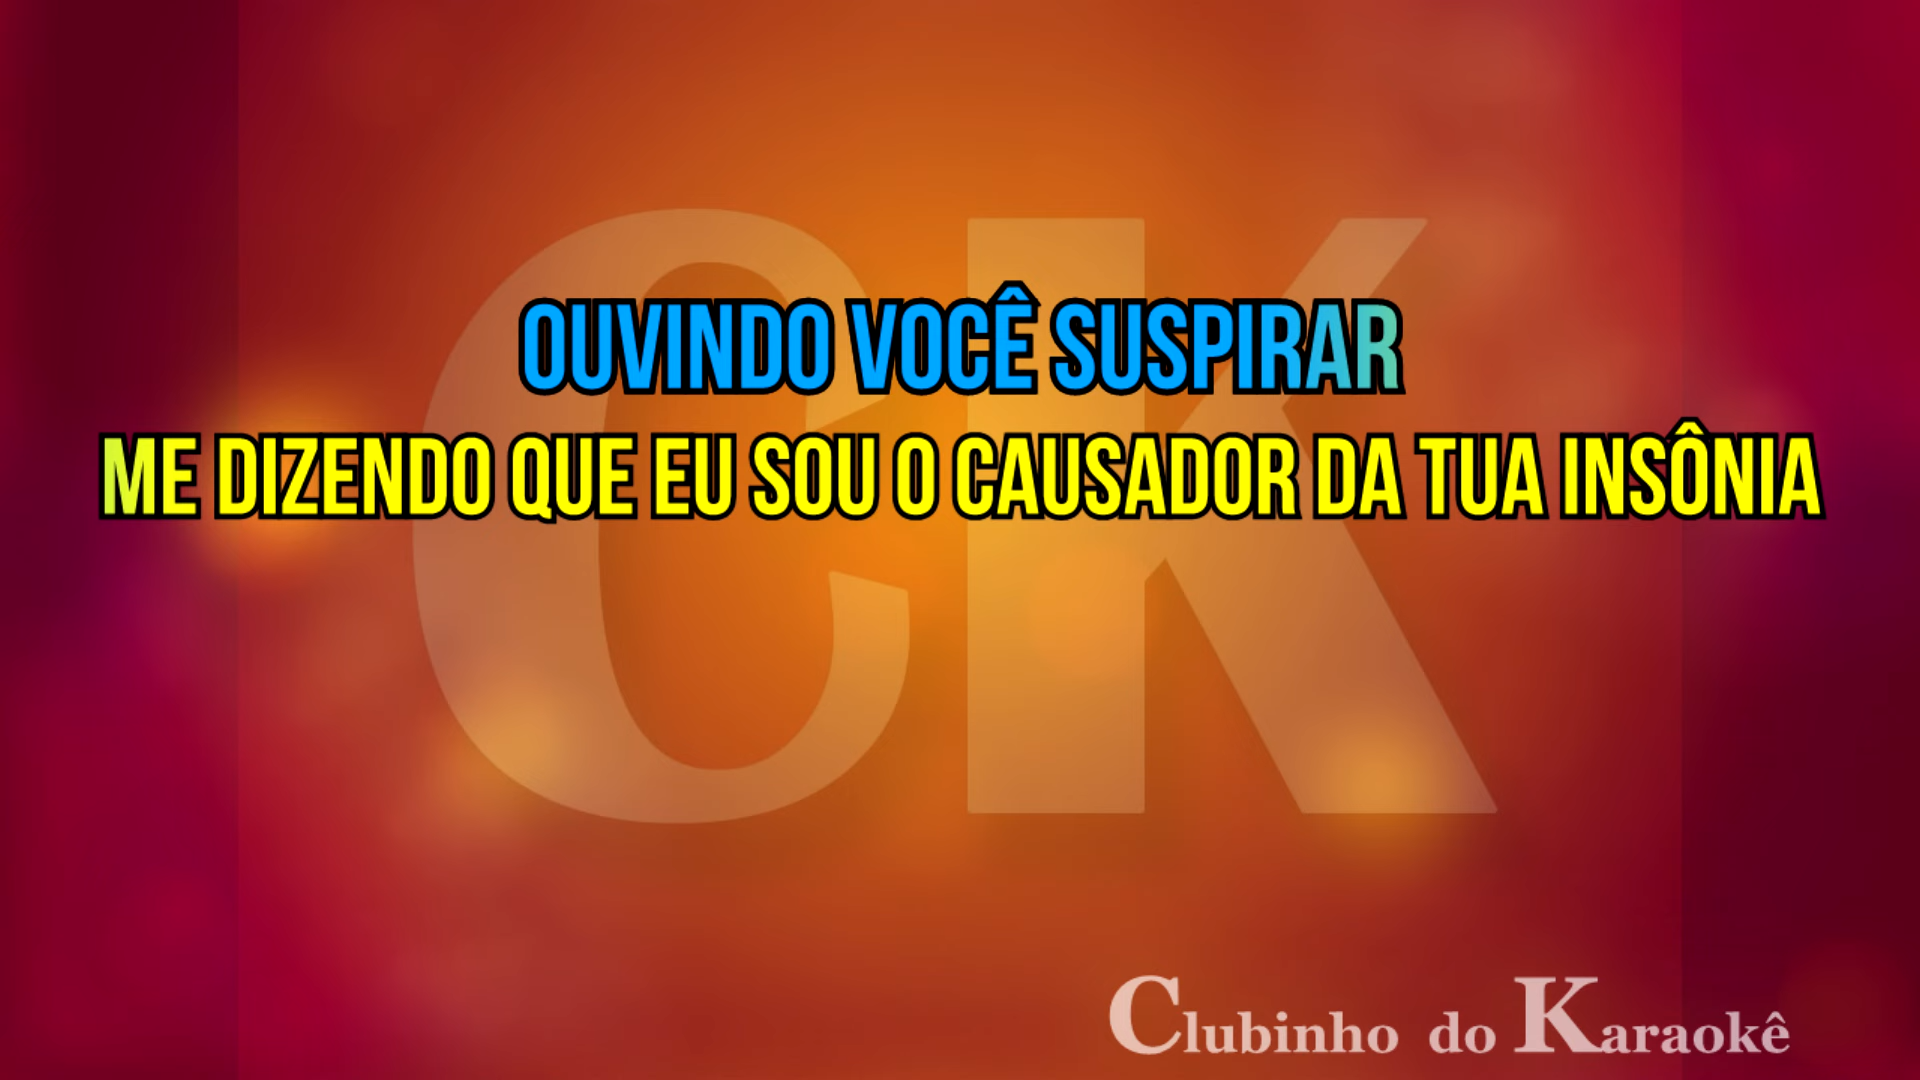 CK
OUVINDO VOCÊ SUSPIRAR
ME DIZENDO QUE EU SOU O CAUSADOR DA TUA INSÔNIA
Clubinho do Karaokê